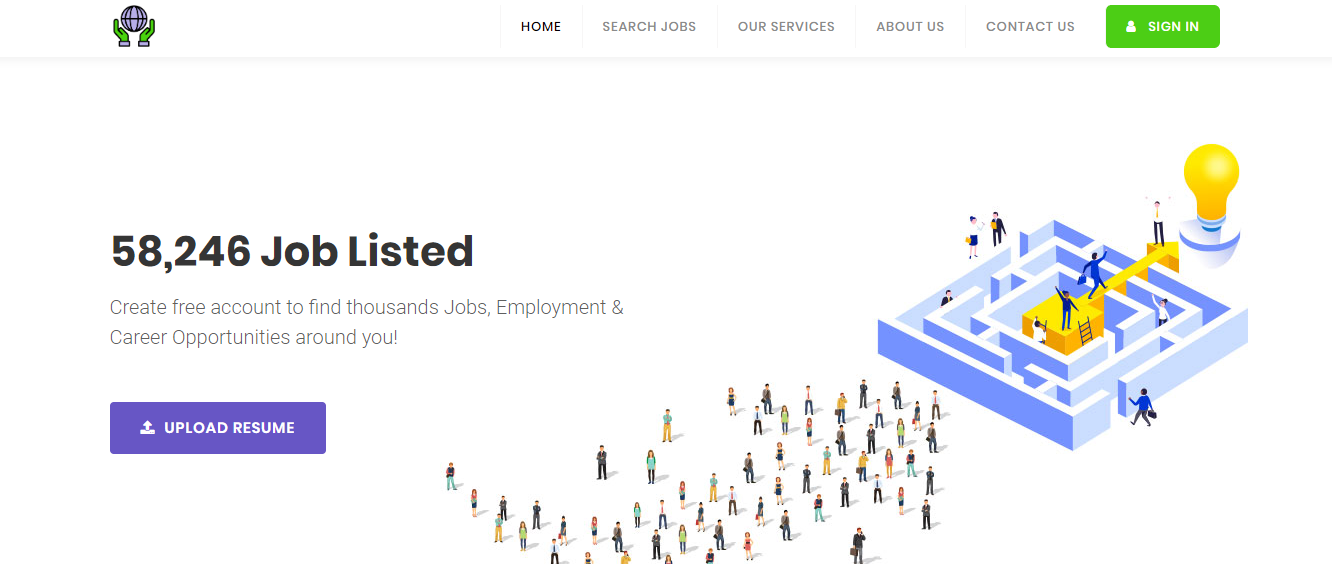 HOME
SEARCH JOBS
OUR SERVICES
ABOUT US
CONTACT US
SIGN IN
58,246 Job Listed
Create free account to find thousands Jobs, Employment &
Career Opportunities around you!
UPLOAD RESUME